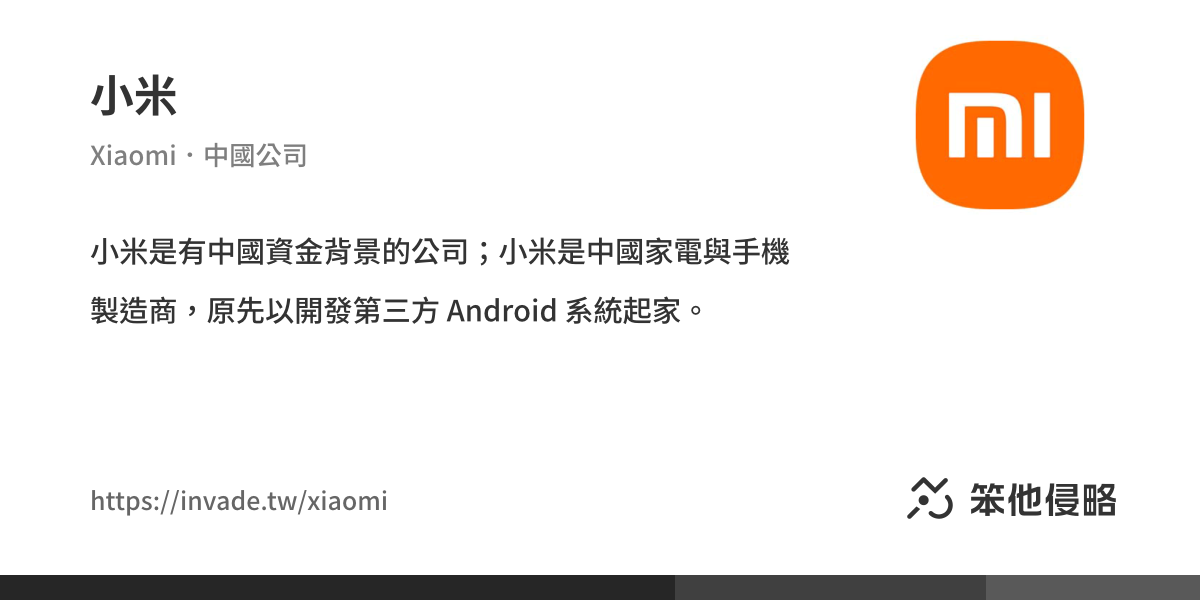 小米
Xiaomi・中國公司
mi
小米是有中國資金背景的公司；小米是中國家電與手機
製造商，原先以開發第三方 Android 系統起家。
https://invade.tw/xiaomi
笨他侵略